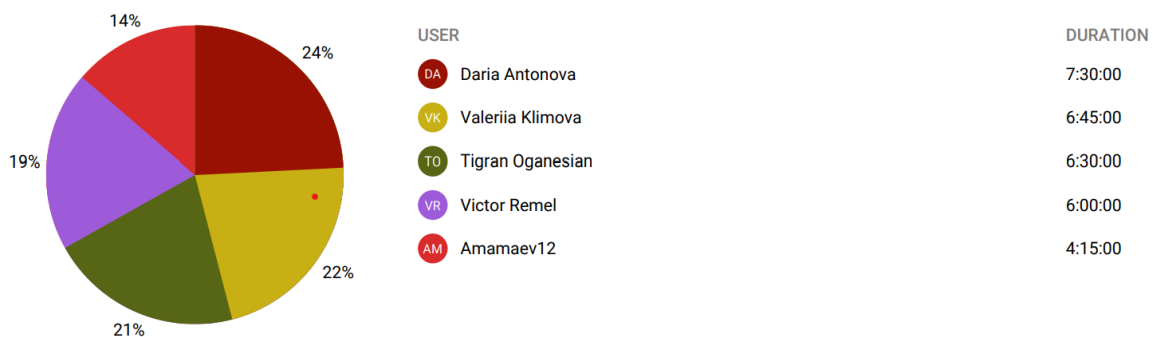 14%
24%
19%
22%
21%
USER DURATION
DA Daria Antonova 7:30:00
VK Valeriia Klimova 6:45:00
TO Tigran Oganesian 6:30:00
VR Victor Remel 6:00:00
AM Amamaev12 4:15:00